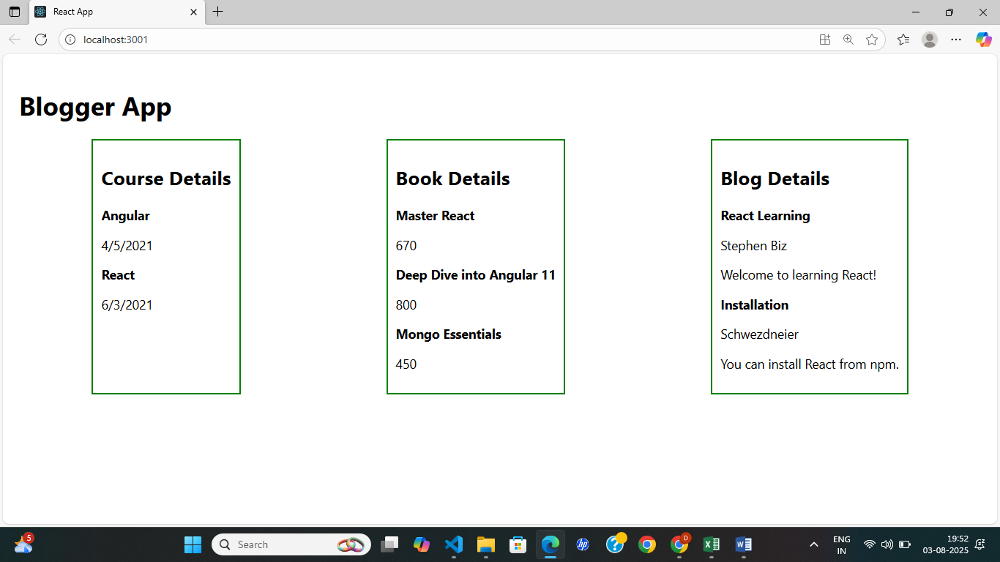 React App
localhost:3001
Blogger App
Course Details
Angular
4/5/2021
React
6/3/2021
Book Details
Master React
670
Deep Dive into Angular 11
800
Mongo Essentials
450
Blog Details
React Learning
Stephen Biz
Welcome to learning React!
Installation
Schwezdneier
You can install React from npm.
5
Search
hp
?
D
ENG
IN
19:52
03-08-2025